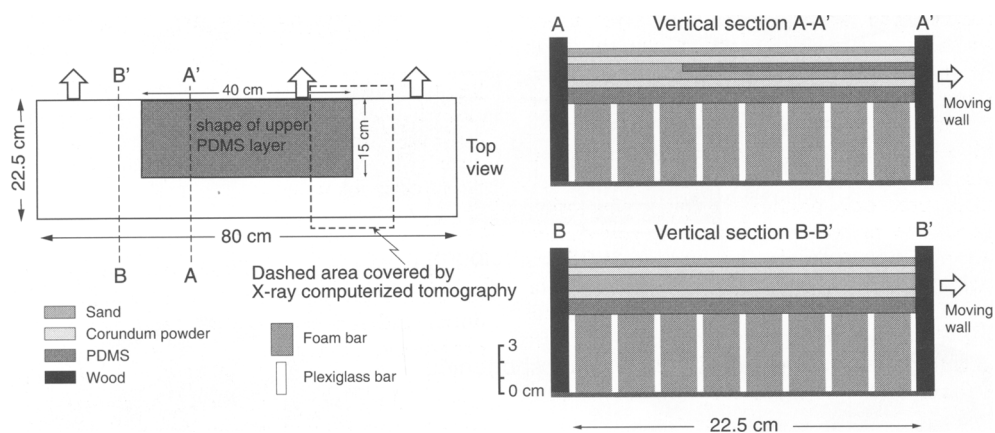 B'
A'
40 cm
shape of upper
PDMS layer
15 cm
22.5 cm
Top
view
80 cm
B
A
Dashed area covered by
X-ray computerized tomography
Sand
Corundum powder
PDMS
Wood
Foam bar
Plexiglass bar
A
Vertical section A-A'
A'
Moving
wall
B
Vertical section B-B'
B'
Moving
wall
3
0 cm
22.5 cm